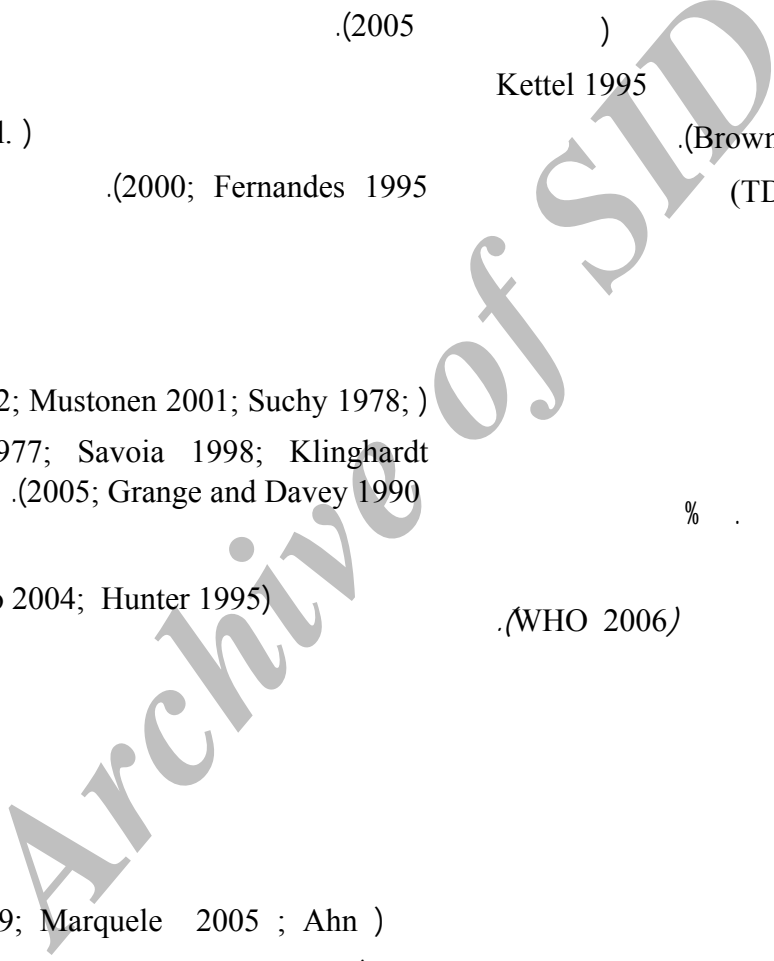 .(2005 )
Kettel 1995
.(Brown
(TD
% .
.(WHO 2006)
l. )
.(2000; Fernandes 1995
2; Mustonen 2001; Suchy 1978; )
977; Savoia 1998; Klinghardt
.(2005; Grange and Davey 1990
o 2004; Hunter 1995)
9; Marquele 2005 ; Ahn )
Archive of SID